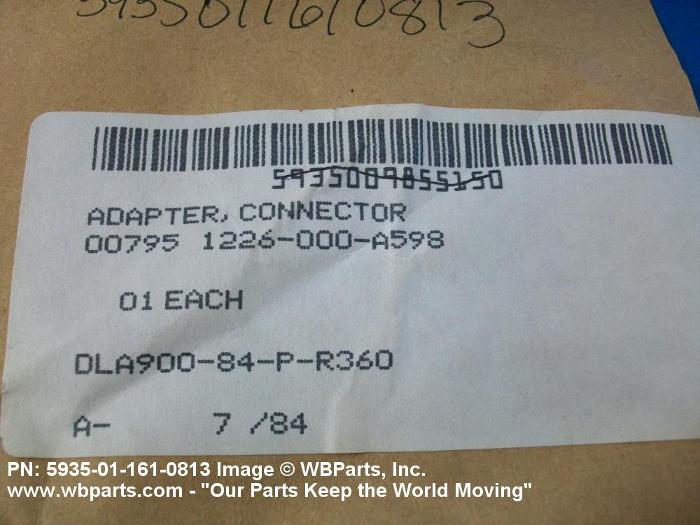 5935011610813
5935009855150
ADAPTER, CONNECTOR
00795 1226-000-A598
01 EACH
DLA900-84-P-R360
A- 7 /84
PN: 5935-01-161-0813 Image © WBParts, Inc.
www.wbparts.com - "Our Parts Keep the World Moving"